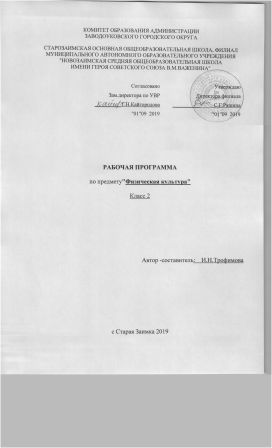 КОМИТЕТ ОБРАЗОВАНИЯ АДМИНИСТРАЦИИ
ЗАВОДОУКОВСКОГО ГОРОДСКОГО ОКРУГА
СТАРОЗАИМСКАЯ ОСНОВНАЯ ОБЩЕОБРАЗОВАТЕЛЬНАЯ ШКОЛА, ФИЛИАЛ
МУНИЦИПАЛЬНОГО АВТОНОМНОГО ОБРАЗОВАТЕЛЬНОГО УЧРЕЖДЕНИЯ
"НОВОЗАИМСКАЯ СРЕДНЯЯ ОБЩЕОБРАЗОВАТЕЛЬНАЯ ШКОЛА
ИМЕНИ ГЕРОЯ СОВЕТСКОГО СОЮЗА В.М.ВАЖЕНИНА"
Согласовано Утверждаю
Зам.директора по УВР Директор филиала
Т.Н.Кайгородова С.Г.Ряшина
"01"09 2019 "01"09 2019
РАБОЧАЯ ПРОГРАММА
по предмету"Физическая культура"
Класс 2
Автор -составитель: И.Н.Трофимова
с Старая Заимка 2019